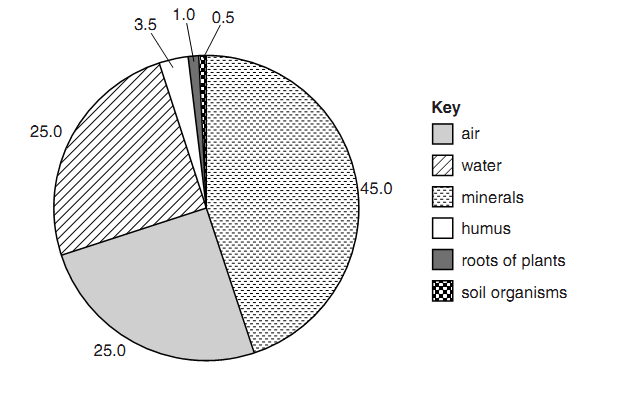 3.5
1.0
0.5
25.0
45.0
25.0
Key
air
water
minerals
humus
roots of plants
soil organisms